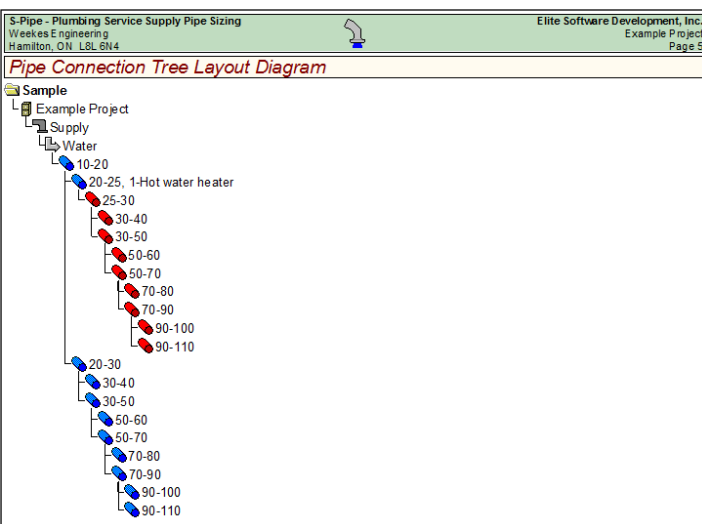 S-Pipe - Plumbing Service Supply Pipe Sizing
Elite Software Development, Inc.
Weekes Engineering
Example Project
Hamilton, ON L8L 6N4
Page 5
Pipe Connection Tree Layout Diagram
Sample
Example Project
Supply
Water
10-20
20-25, 1-Hot water heater
25-30
30-40
30-50
50-60
50-70
70-80
70-90
90-100
90-110
20-30
30-40
30-50
50-60
50-70
70-80
70-90
90-100
90-110